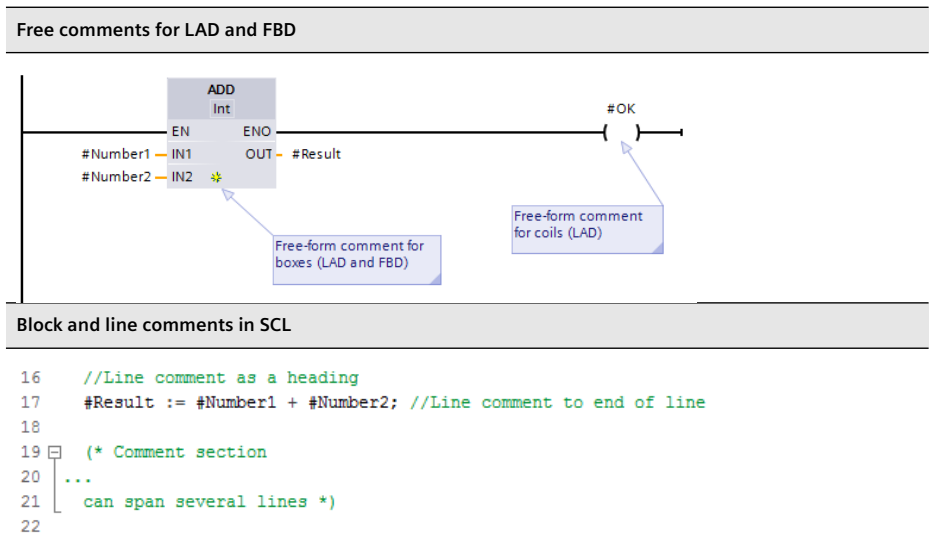 Free comments for LAD and FBD
ADD
Int
#OK
EN ENO
#Number1 IN1 OUT #Result
#Number2 IN2
Free-form comment
for coils (LAD)
Free-form comment for
boxes (LAD and FBD)
Block and line comments in SCL
16 //Line comment as a heading
17 #Result := #Number1 + #Number2; //Line comment to end of line
18
19 (* Comment section
20 ...
21 can span several lines *)
22